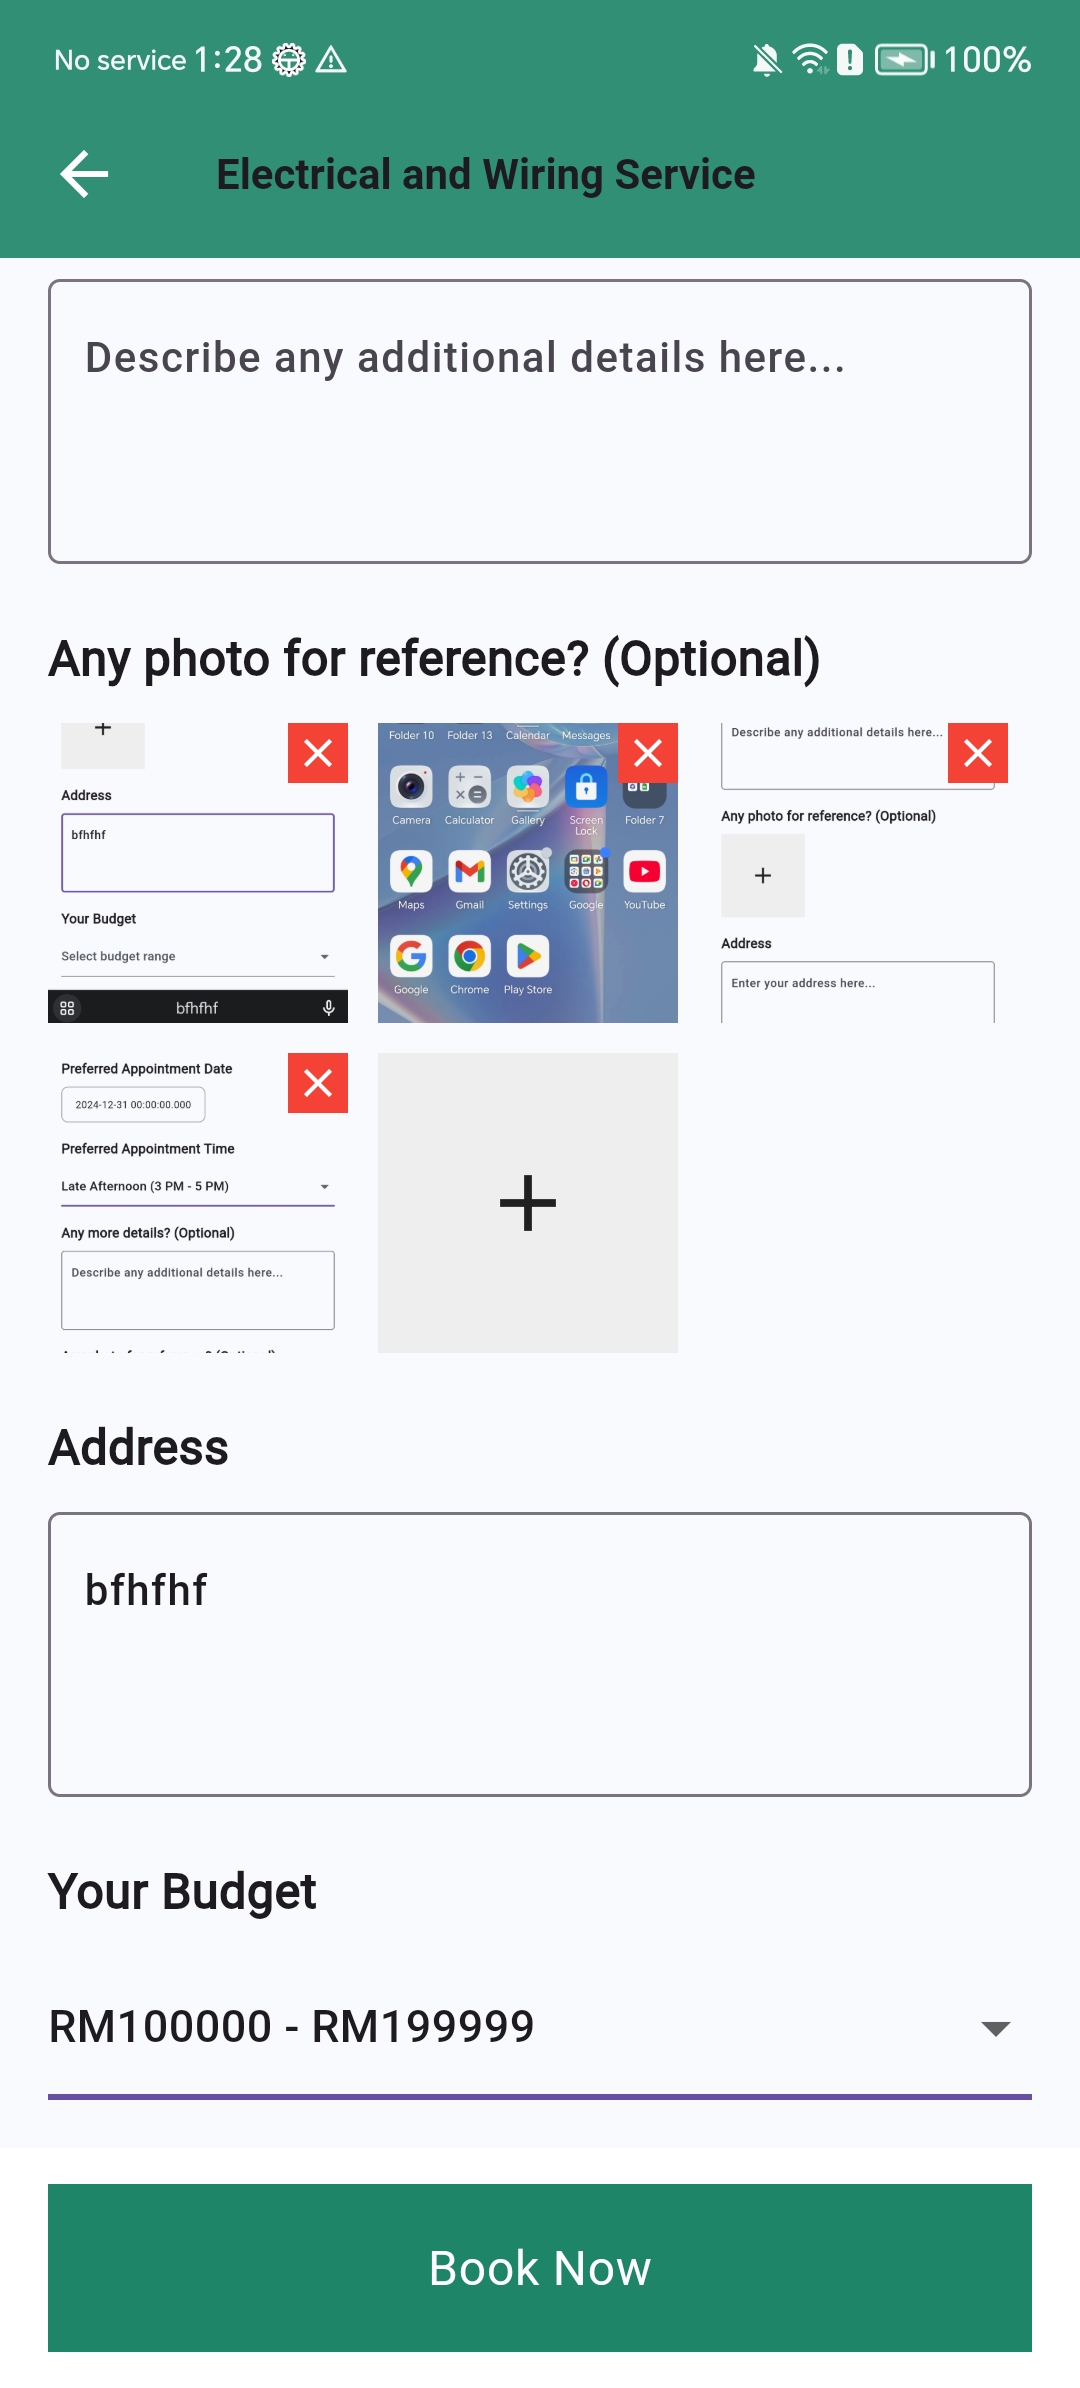 No service 1:28 100%
Electrical and Wiring Service
Describe any additional details here...
Any photo for reference? (Optional)
Address
bfhfhf
Your Budget
Select budget range
bfhfhf
Folder 10 Folder 13 Calendar Messages
Camera Calculator Gallery Screen Lock Folder 7
Maps Gmail Settings Google YouTube
Google Chrome Play Store
Describe any additional details here...
Any photo for reference? (Optional)
Address
Enter your address here...
Preferred Appointment Date
2024-12-31 00:00:00.000
Preferred Appointment Time
Late Afternoon (3 PM - 5 PM)
Any more details? (Optional)
Describe any additional details here...
Address
bfhfhf
Your Budget
RM100000 - RM199999
Book Now